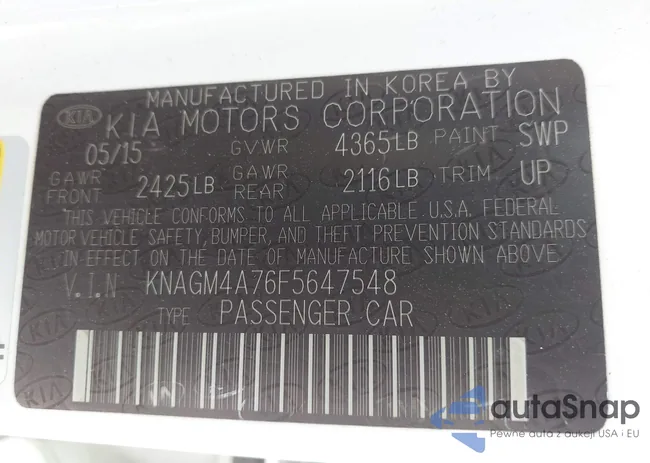 MANUFACTURED IN KOREA BY
KIA KIA MOTORS CORPORATION
05/15 GVWR 4365LB PAINT SWP
GAWR FRONT 2425LB GAWR REAR 2116LB TRIM UP
THIS VEHICLE CONFORMS TO ALL APPLICABLE U.S.A. FEDERAL
MOTOR VEHICLE SAFETY, BUMPER, AND THEFT PREVENTION STANDARDS
IN EFFECT ON THE DATE OF MANUFACTURE SHOWN ABOVE.
V.I.N KNAGM4A76F5647548
TYPE PASSENGER CAR
autaSnap
Pewne auta z aukcji USA i EU